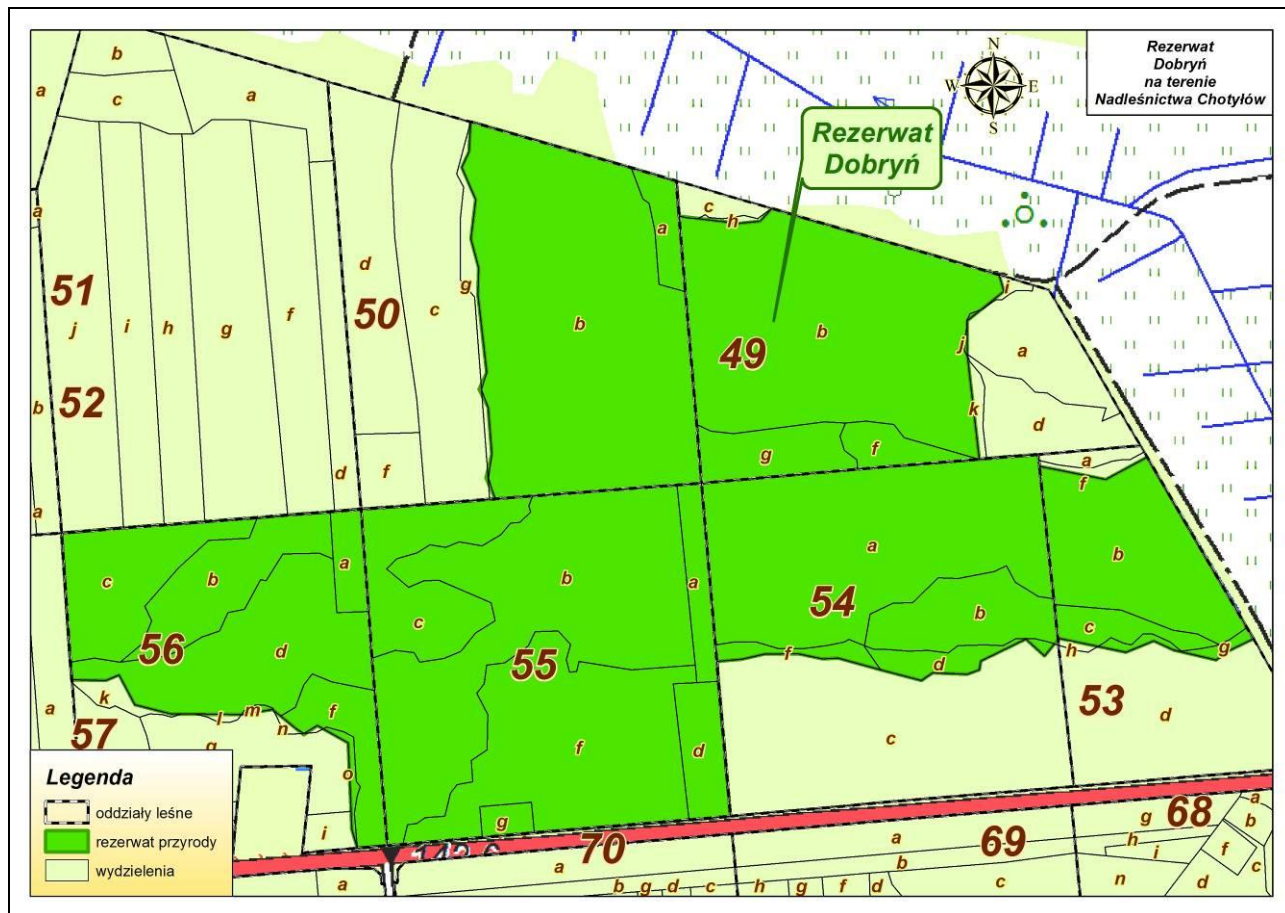 Rezerwat
Dobryń
na terenie
Nadleśnictwa Chotyłów
N
W E
S
Rezerwat
Dobryń
b
a
c
a
a
c
h
a
d
g
a
i
51
50
c
b
b
49
j
a
j
i
h
g
f
52
b
k
d
d
f
g
f
a
f
a
c
b
a
b
a
a
b
54
b
c
c
56
d
55
f
d
h
g
53
k
f
a
57
l
m
n
g
f
d
c
d
o
i
g
Legenda
oddziały leśne
rezerwat przyrody
wydzielenia
70
69
68
a
g
b
h
i
f
a
a
b
a
b
g
d
c
h
g
f
d
c
n
d
c